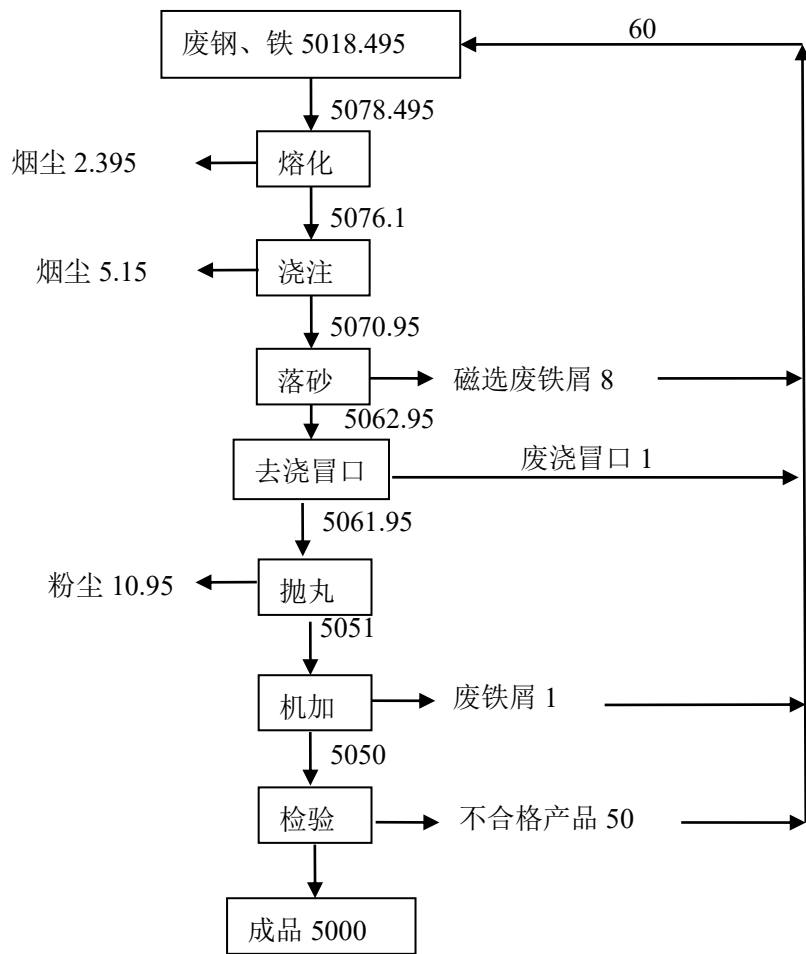 60
废钢、铁 5018.495
5078.495
烟尘 2.395
熔化
5076.1
烟尘 5.15
浇注
5070.95
落砂
磁选废铁屑 8
5062.95
去浇冒口
废浇冒口 1
5061.95
粉尘 10.95
抛丸
5051
机加
废铁屑 1
5050
检验
不合格产品 50
成品 5000